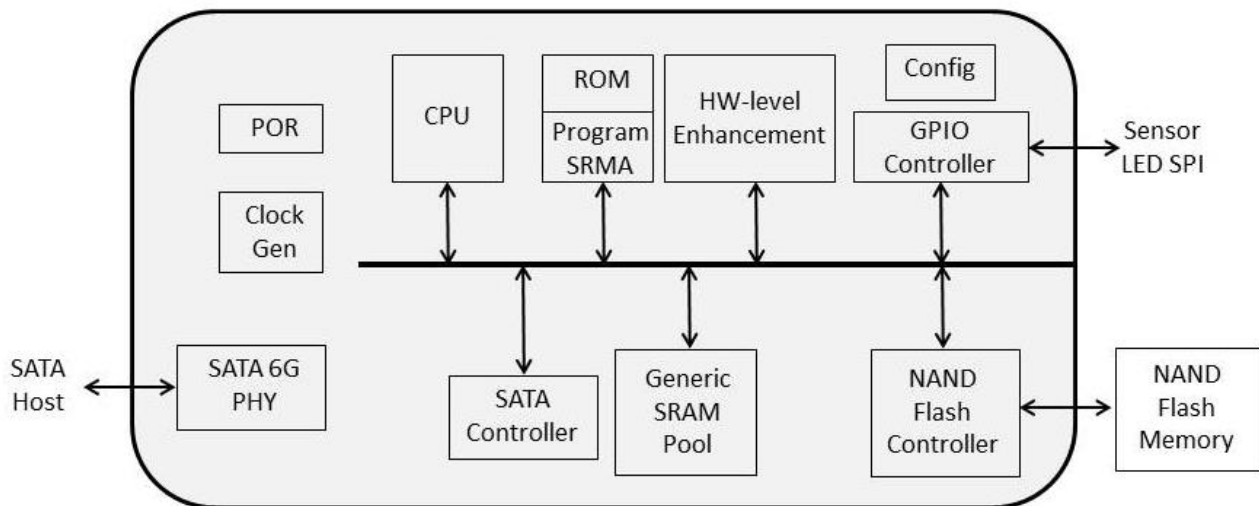 POR
Clock
Gen
CPU
ROM
Program
SRMA
HW-level
Enhancement
Config
GPIO
Controller
Sensor
LED SPI
SATA
Host
SATA 6G
PHY
SATA
Controller
Generic
SRAM
Pool
NAND
Flash
Controller
NAND
Flash
Memory